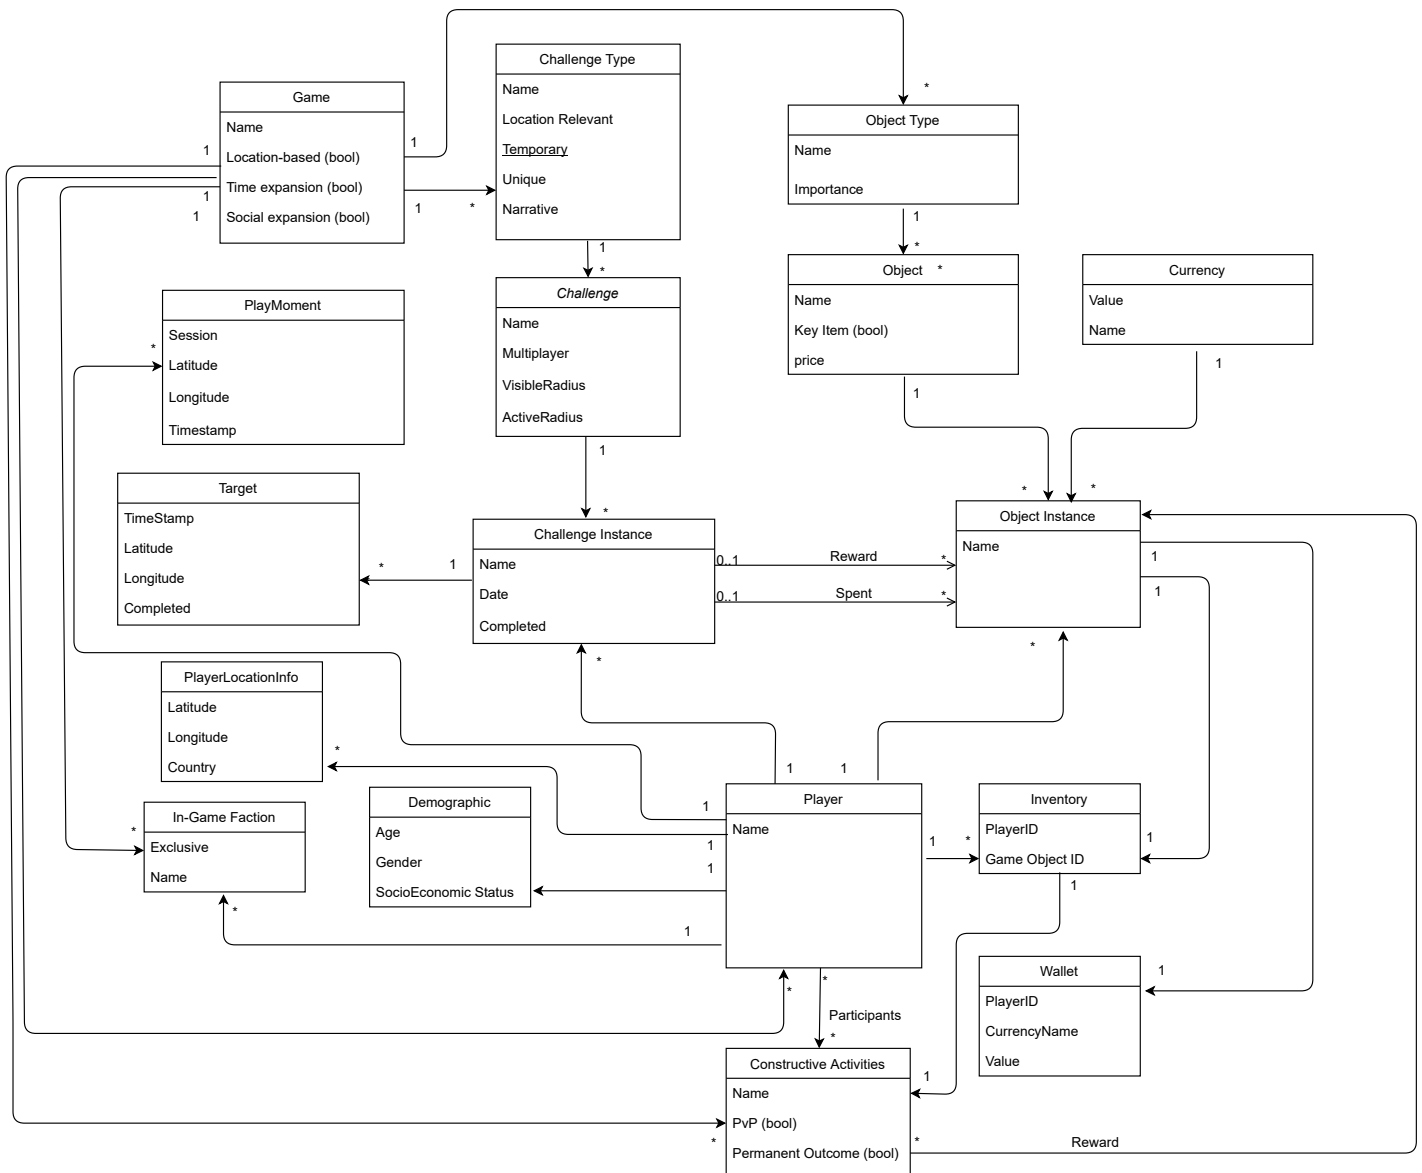 Game
Name
Location-based (bool)
Time expansion (bool)
Social expansion (bool)
1
1
1
1
1
*
Challenge Type
Name
Location Relevant
Temporary
Unique
Narrative
1
*
*
Object Type
Name
Importance
1
*
Object *
Name
Key Item (bool)
price
1
Currency
Value
Name
1
PlayMoment
Session
Latitude
Longitude
Timestamp
*
Challenge
Name
Multiplayer
VisibleRadius
ActiveRadius
1
*
Target
TimeStamp
Latitude
Longitude
Completed
*
1
Challenge Instance
Name
Date
Completed
*
0..1
Reward
*
0..1
Spent
*
*
*
Object Instance
Name
1
1
*
PlayerLocationInfo
Latitude
Longitude
Country
*
In-Game Faction
Exclusive
Name
*
*
Demographic
Age
Gender
SocioEconomic Status
1
1
Player
Name
1
1
1
1
1
*
Inventory
PlayerID
Game Object ID
1
1
Wallet
PlayerID
CurrencyName
Value
1
*
*
Participants
*
Constructive Activities
Name
PvP (bool)
Permanent Outcome (bool)
1
*
*
Reward